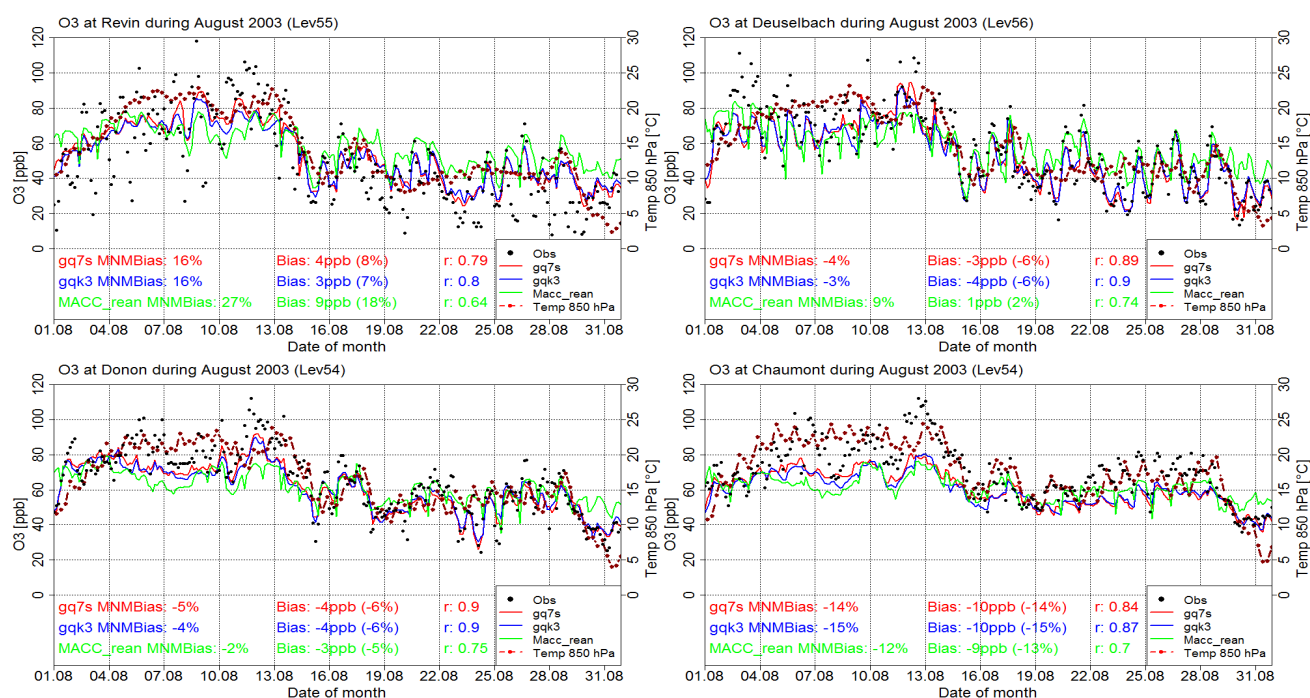 O3 at Revin during August 2003 (Lev55)
120
100
80
60
40
20
0
O3 [ppb]
30
25
20
15
10
5
0
Temp 850 hPa [°C]
gq7s MNMBias: 16% Bias: 4ppb (8%) r: 0.79
gqk3 MNMBias: 16% Bias: 3ppb (7%) r: 0.8
MACC_rean MNMBias: 27% Bias: 9ppb (18%) r: 0.64
Obs
gq7s
gqk3
Macc_rean
Temp 850 hPa
01.08 04.08 07.08 10.08 13.08 16.08 19.08 22.08 25.08 28.08 31.08
Date of month
O3 at Deuselbach during August 2003 (Lev56)
120
100
80
60
40
20
0
O3 [ppb]
30
25
20
15
10
5
0
Temp 850 hPa [°C]
gq7s MNMBias: -4% Bias: -3ppb (-6%) r: 0.89
gqk3 MNMBias: -3% Bias: -4ppb (-6%) r: 0.9
MACC_rean MNMBias: 9% Bias: 1ppb (2%) r: 0.74
Obs
gq7s
gqk3
Macc_rean
Temp 850 hPa
01.08 04.08 07.08 10.08 13.08 16.08 19.08 22.08 25.08 28.08 31.08
Date of month
O3 at Donon during August 2003 (Lev54)
120
100
80
60
40
20
0
O3 [ppb]
30
25
20
15
10
5
0
Temp 850 hPa [°C]
gq7s MNMBias: -5% Bias: -4ppb (-6%) r: 0.9
gqk3 MNMBias: -4% Bias: -4ppb (-6%) r: 0.9
MACC_rean MNMBias: -2% Bias: -3ppb (-5%) r: 0.75
Obs
gq7s
gqk3
Macc_rean
Temp 850 hPa
01.08 04.08 07.08 10.08 13.08 16.08 19.08 22.08 25.08 28.08 31.08
Date of month
O3 at Chaumont during August 2003 (Lev54)
120
100
80
60
40
20
0
O3 [ppb]
30
25
20
15
10
5
0
Temp 850 hPa [°C]
gq7s MNMBias: -14% Bias: -10ppb (-14%) r: 0.84
gqk3 MNMBias: -15% Bias: -10ppb (-15%) r: 0.87
MACC_rean MNMBias: -12% Bias: -9ppb (-13%) r: 0.7
Obs
gq7s
gqk3
Macc_rean
Temp 850 hPa
01.08 04.08 07.08 10.08 13.08 16.08 19.08 22.08 25.08 28.08 31.08
Date of month